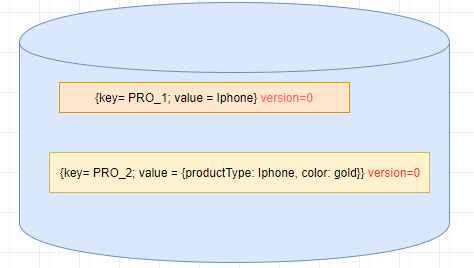 {key= PRO_1; value = Iphone} version=0
{key= PRO_2; value = {productType: Iphone, color: gold}} version=0